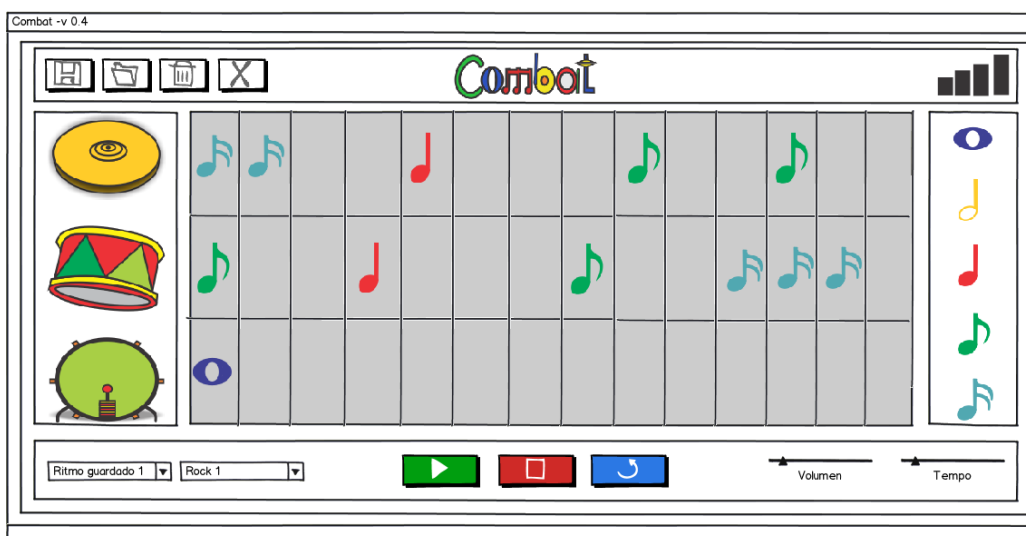 Combat -v 0.4
Combat
Ritmo guardado 1
Rock 1
Volumen
Tempo